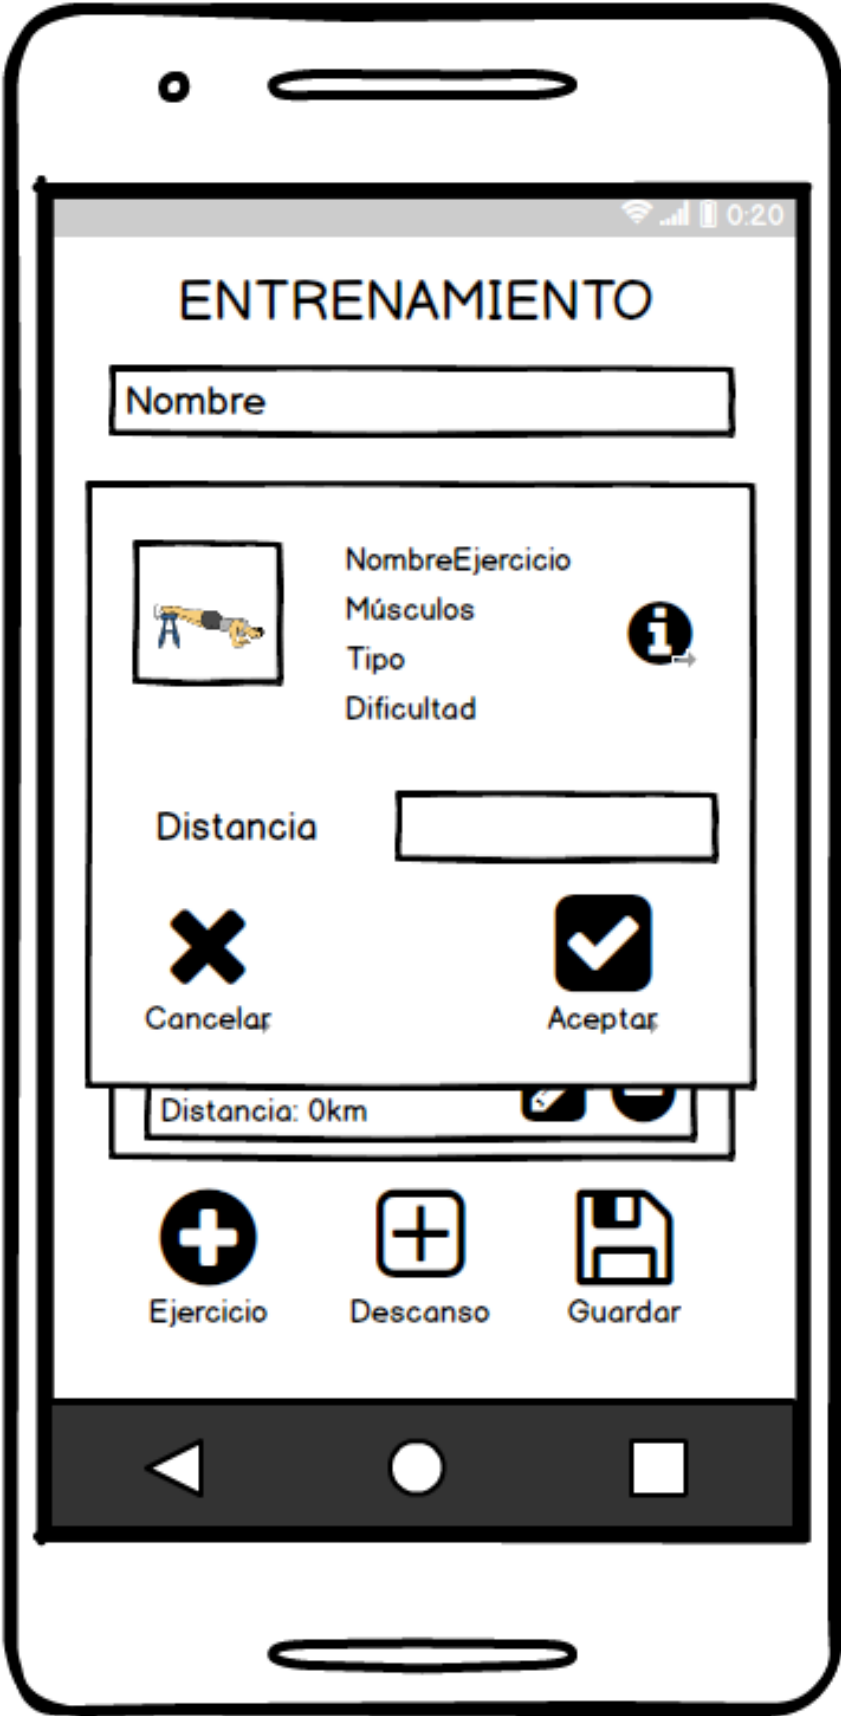 0:20
ENTRENAMIENTO
Nombre
NombreEjercicio
Músculos
Tipo
Dificultad
Distancia
Cancelar
Aceptar
Distancia: 0km
Ejercicio
Descanso
Guardar